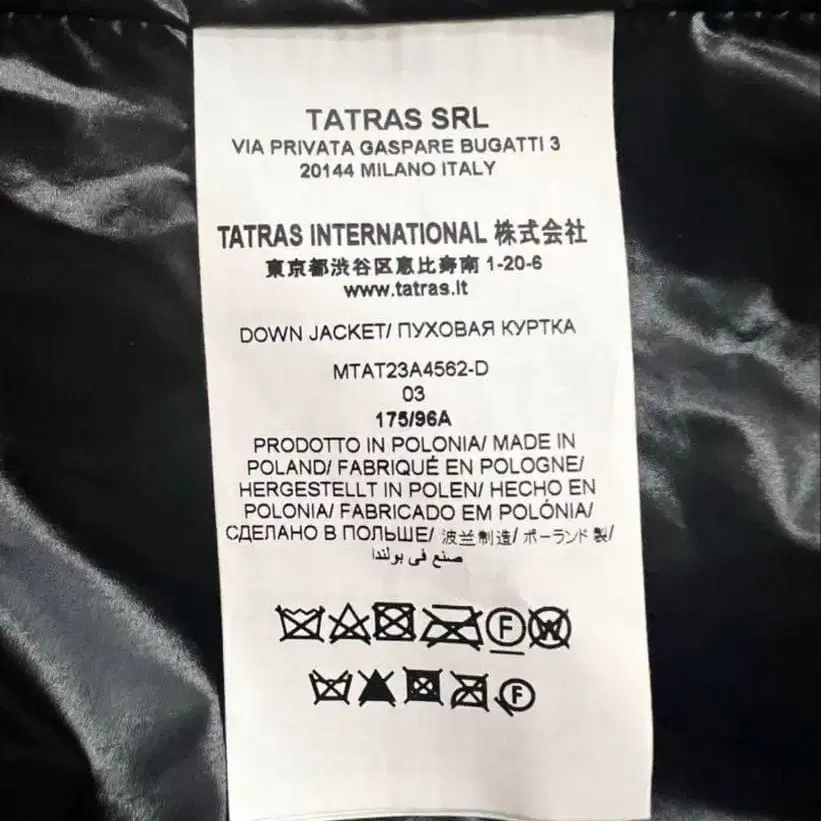 TATRAS SRL
VIA PRIVATA GASPARE BUGATTI 3
20144 MILANO ITALY
TATRAS INTERNATIONAL 株式会社
東京都渋谷区恵比寿南 1-20-6
www.tatras.it
DOWN JACKET/ ПУХОВАЯ КУРТКА
MTAT23A4562-D
03
175/96A
PRODOTTO IN POLONIA/ MADE IN
POLAND/ FABRIQUÉ EN POLOGNE/
HERGESTELLT IN POLEN/ HECHO EN
POLONIA/ FABRICADO EM POLÓNIA/
СДЕЛАНО В ПОЛЬШЕ/ 波兰制造/ ポーランド 製/
صنع في بولندا
F W
F